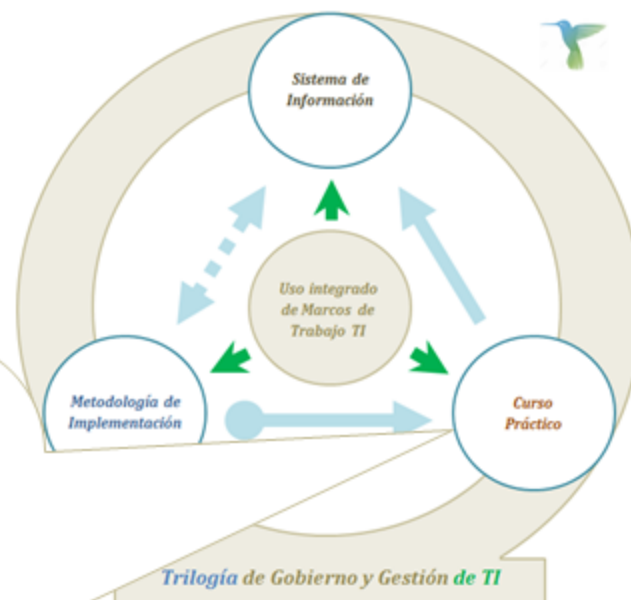 Sistema de
Información
Uso integrado
de Marcos de
Trabajo TI
Metodología de
Implementación
Curso
Práctico
Trilogía de Gobierno y Gestión de TI